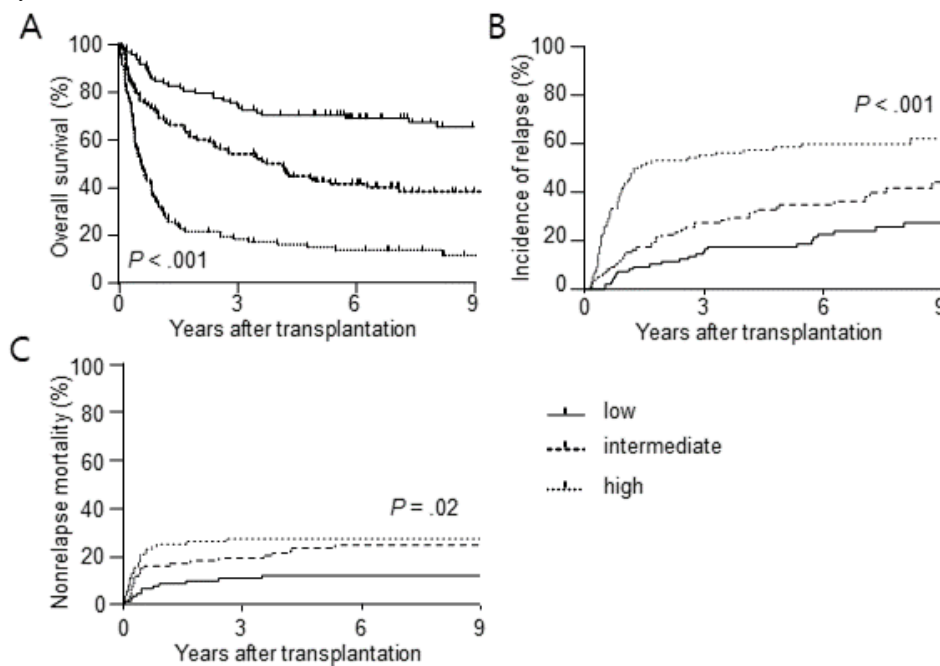 A
Overall survival (%)
100
80
60
40
20
0
P < .001
0 3 6 9
Years after transplantation
B
Incidence of relapse (%)
100
80
60
40
20
0
P < .001
0 3 6 9
Years after transplantation
C
Nonrelapse mortality (%)
100
80
60
40
20
0
P = .02
0 3 6 9
Years after transplantation
low
intermediate
high